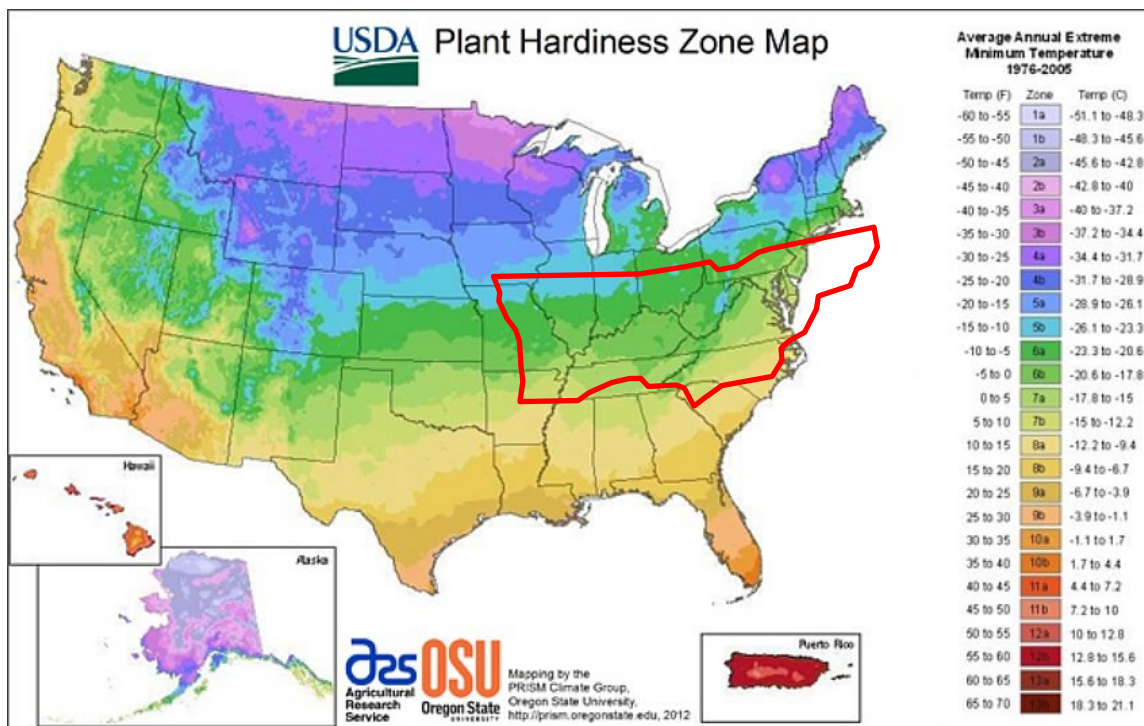 USDA
Plant Hardiness Zone Map
Average Annual Extreme
Minimum Temperature
1976-2005
Temp (F) Zone Temp (C)
-60 to -55 1a -51.1 to -48.3
-55 to -50 1b -48.3 to -45.6
-50 to -45 2a -45.6 to -42.8
-45 to -40 2b -42.8 to -40
-40 to -35 3a -40 to -37.2
-35 to -30 3b -37.2 to -34.4
-30 to -25 4a -34.4 to -31.7
-25 to -20 4b -31.7 to -28.9
-20 to -15 5a -28.9 to -26.1
-15 to -10 5b -26.1 to -23.3
-10 to -5 6a -23.3 to -20.6
-5 to 0 6b -20.6 to -17.8
0 to 5 7a -17.8 to -15
5 to 10 7b -15 to -12.2
10 to 15 8a -12.2 to -9.4
15 to 20 8b -9.4 to -6.7
20 to 25 9a -6.7 to -3.9
25 to 30 9b -3.9 to -1.1
30 to 35 10a -1.1 to 1.7
35 to 40 10b 1.7 to 4.4
40 to 45 11a 4.4 to 7.2
45 to 50 11b 7.2 to 10
50 to 55 12a 10 to 12.8
55 to 60 12b 12.8 to 15.6
60 to 65 13a 15.6 to 18.3
65 to 70 13b 18.3 to 21.1
Hawaii
Alaska
Puerto Rico
ars
Agricultural
Research
Service
OSU
Oregon State
UNIVERSITY
Mapping by the
PRISM Climate Group,
Oregon State University,
http://prism.oregonstate.edu, 2012